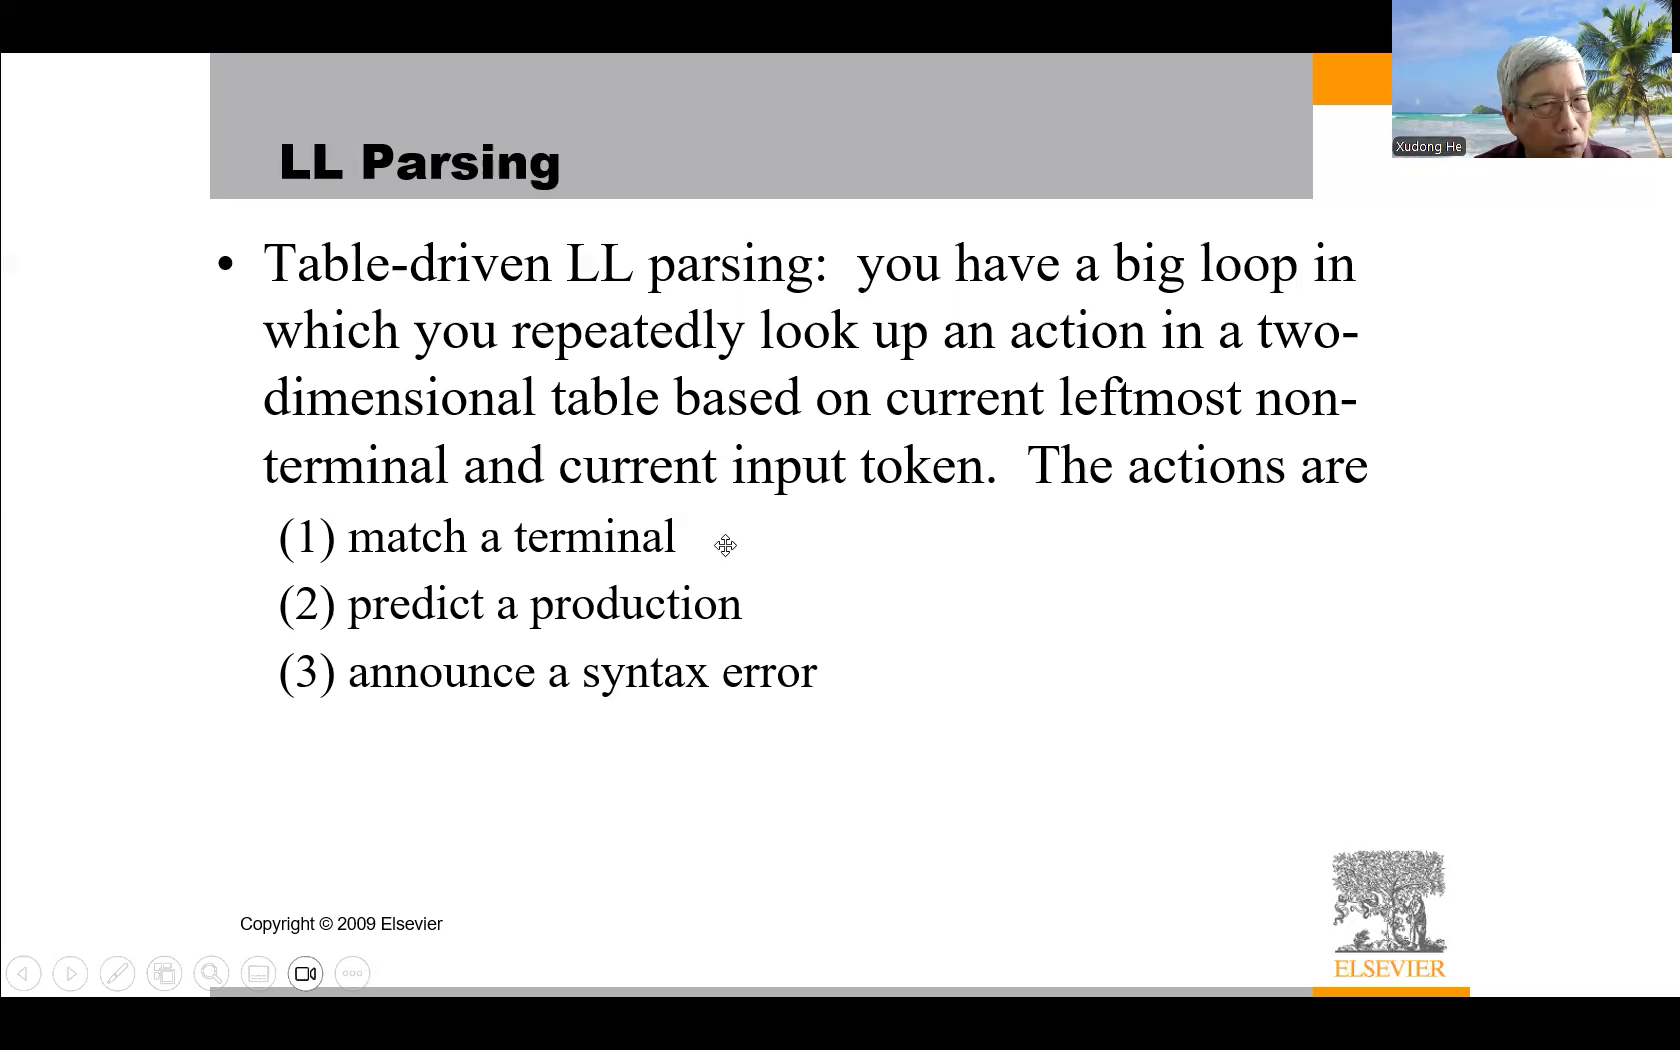 LL Parsing
Xudong He
• Table-driven LL parsing: you have a big loop in
which you repeatedly look up an action in a two-
dimensional table based on current leftmost non-
terminal and current input token. The actions are
(1) match a terminal
(2) predict a production
(3) announce a syntax error
Copyright © 2009 Elsevier
ELSEVIER